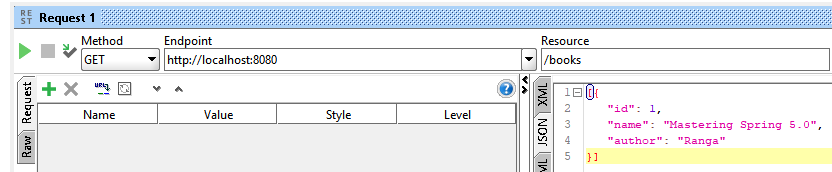 RE
ST
Request 1
Method
Endpoint
Resource
GET
http://localhost:8080
/books
Request
Raw
Name
Value
Style
Level
XML
JSON
1 [{
2 "id": 1,
3 "name": "Mastering Spring 5.0",
4 "author": "Ranga"
5 }]